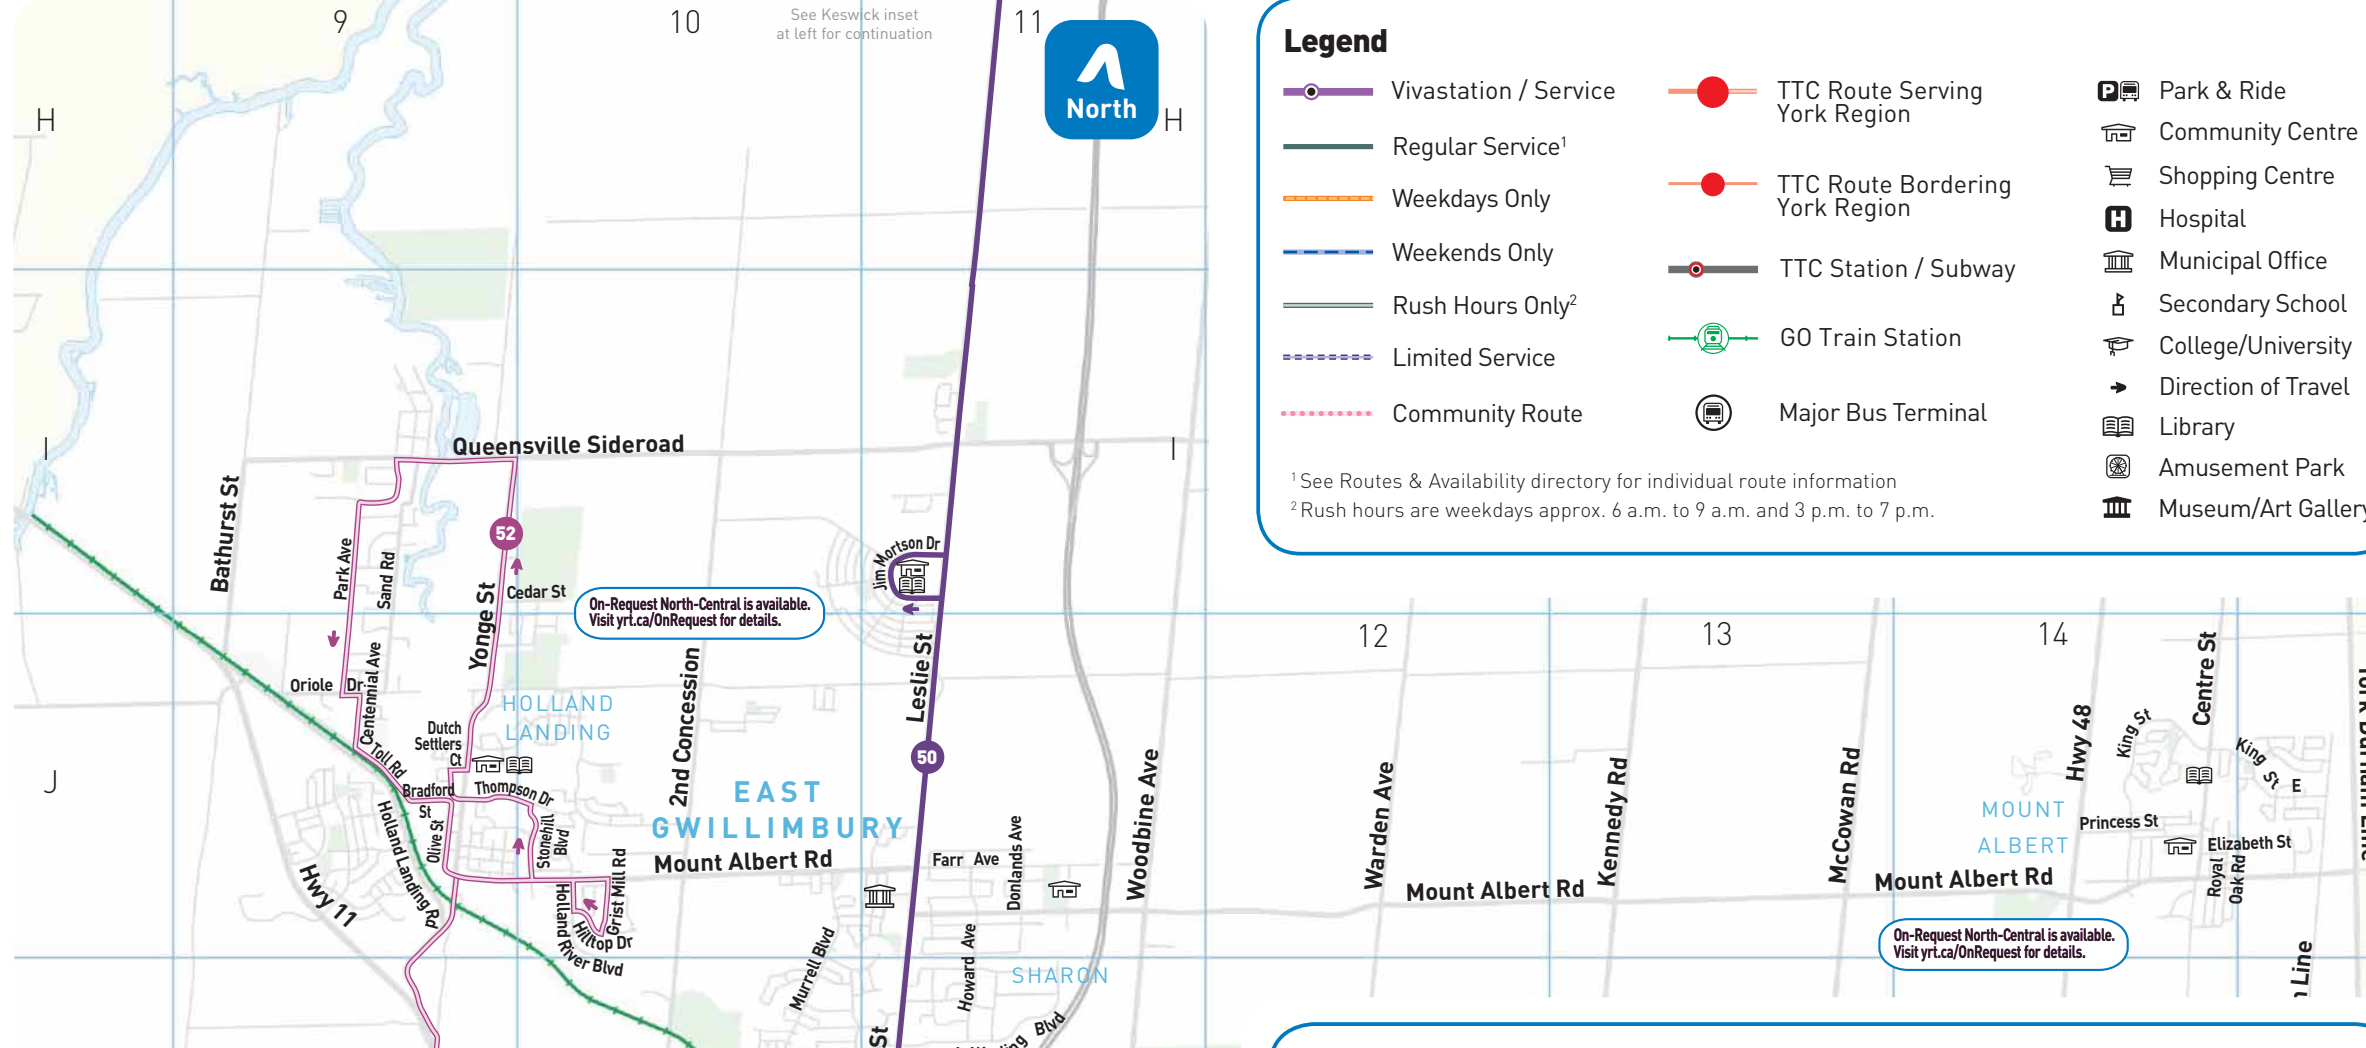 9
10
See Keswick inset
at left for continuation
11
North
H
H
Legend
Vivastation / Service
Regular Service1
Weekdays Only
Weekends Only
Rush Hours Only2
Limited Service
Community Route
TTC Route Serving
York Region
TTC Route Bordering
York Region
TTC Station / Subway
GO Train Station
Major Bus Terminal
P
Park & Ride
Community Centre
Shopping Centre
H
Hospital
Municipal Office
Secondary School
College/University
Direction of Travel
Library
Amusement Park
Museum/Art Gallery
1 See Routes & Availability directory for individual route information
2 Rush hours are weekdays approx. 6 a.m. to 9 a.m. and 3 p.m. to 7 p.m.
I
I
Queensville Sideroad
Bathurst St
Park Ave
Sand Rd
52
Yonge St
Cedar St
On-Request North-Central is available.
Visit yrt.ca/OnRequest for details.
Jim Mortson Dr
Leslie St
Oriole Dr
Centennial Ave
HOLLAND
LANDING
2nd Concession
Dutch
Settlers
Ct
Toll Rd
J
Bradford
St
Thompson Dr
Olive St
Stonehill
Blvd
Holland Landing Rd
Hwy 11
EAST
GWILLIMBURY
50
Mount Albert Rd
Grist Mill Rd
Hilltop Dr
Holland River Blvd
Farr Ave
Donlands Ave
Woodbine Ave
Murrell Blvd
Howard Ave
SHARON
St
Blvd
12
13
14
Warden Ave
Kennedy Rd
McCowan Rd
Hwy 48
King St
Centre St
King St E
MOUNT
ALBERT
Princess St
Elizabeth St
Royal
Oak Rd
Mount Albert Rd
Mount Albert Rd
On-Request North-Central is available.
Visit yrt.ca/OnRequest for details.
Line